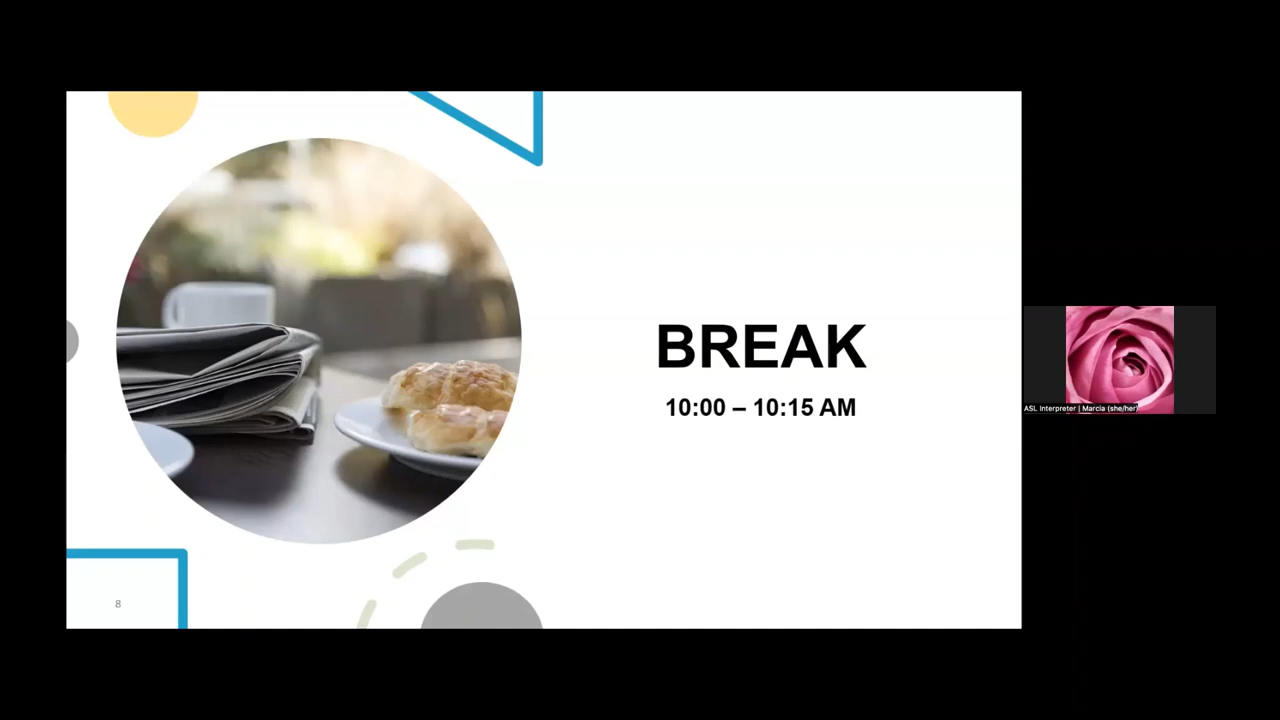 BREAK
10:00 – 10:15 AM
8
ASL Interpreter | Marcia (she/her)